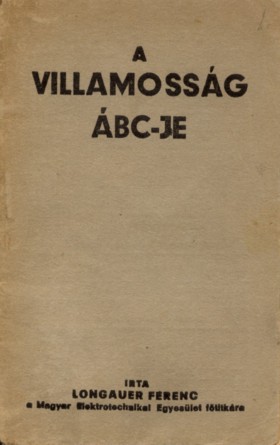 A
VILLAMOSSÁG
ÁBC-JE
IRTA
LONGAUER FERENC
a Magyar Elektrotechnikai Egyesület főtitkára